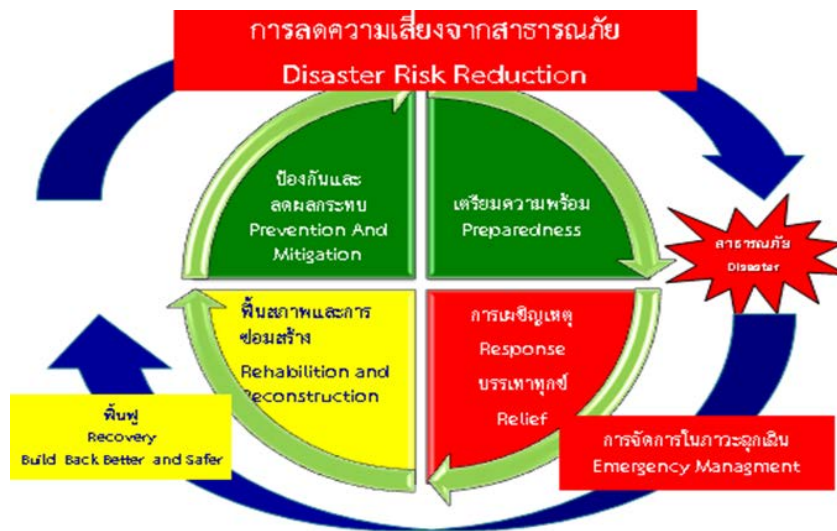 การลดความเสี่ยงจากสาธารณภัย
Disaster Risk Reduction
ป้องกันและ
ลดผลกระทบ
Prevention And
Mitigation
เตรียมความพร้อม
Preparedness
สาธารณภัย
Disaster
ฟื้นสภาพและการ
ซ่อมสร้าง
Rehabilition and
Reconstruction
การเผชิญเหตุ
Response
บรรเทาทุกข์
Relief
ฟื้นฟู
Recovery
Build Back Better and Safer
การจัดการในภาวะฉุกเฉิน
Emergency Managment